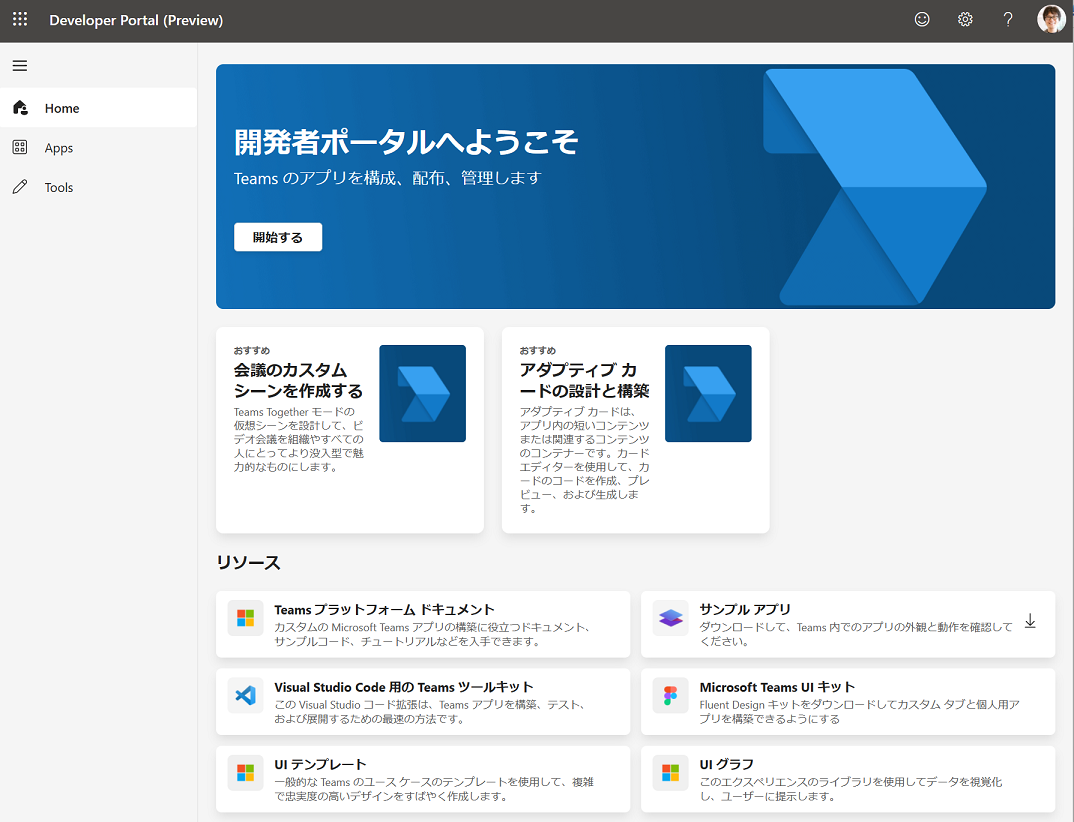 Developer Portal (Preview)
Home
Apps
Tools
開発者ポータルへようこそ
Teams のアプリを構成、配布、管理します
開始する
おすすめ
会議のカスタム
シーンを作成する
Teams Together モードの
仮想シーンを設計して、ビ
デオ会議を組織やすべての
人にとってより没入型で魅
力的なものにします。
おすすめ
アダプティブ カ
ードの設計と構築
アダプティブ カードは、
アプリ内の短いコンテンツ
または関連するコンテンツ
のコンテナーです。カード
エディターを使用して、カ
ードのコードを作成、プレ
ビュー、および生成しま
す。
リソース
Teams プラットフォーム ドキュメント
カスタムの Microsoft Teams アプリの構築に役立つドキュメント、
サンプルコード、チュートリアルなどを入手できます。
サンプル アプリ
ダウンロードして、Teams 内でのアプリの外観と動作を確認して
ください。
Visual Studio Code 用の Teams ツールキット
この Visual Studio コード拡張は、Teams アプリを構築、テスト、
および展開するための最速の方法です。
Microsoft Teams UI キット
Fluent Design キットをダウンロードしてカスタム タブと個人用ア
プリを構築できるようにする
UI テンプレート
一般的な Teams のユース ケースのテンプレートを使用して、複雑
で忠実度の高いデザインをすばやく作成します。
UI グラフ
このエクスペリエンスのライブラリを使用してデータを視覚化
し、ユーザーに提示します。